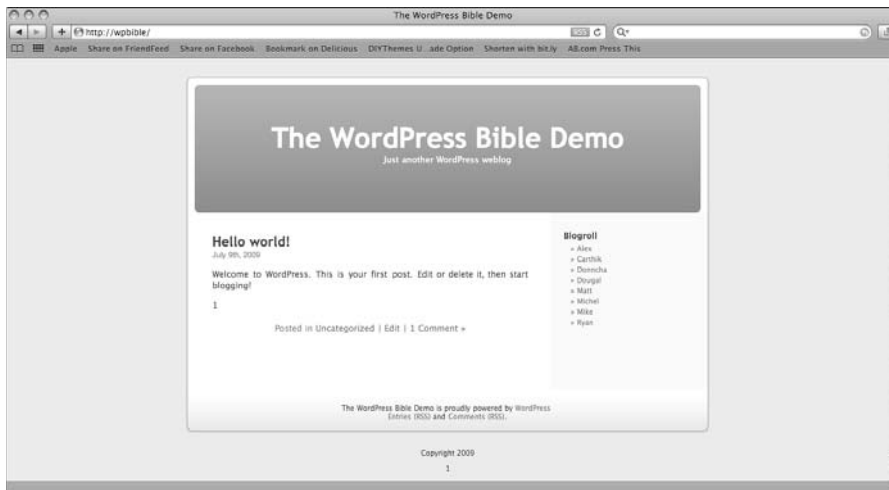 The WordPress Bible Demo
http://wpbible/
RSS
Apple Share on FriendFeed Share on Facebook Bookmark on Delicious DIYThemes U...ade Option Shorten with bit.ly A8.com Press This
The WordPress Bible Demo
Just another WordPress weblog
Hello world!
July 9th, 2009
Welcome to WordPress. This is your first post. Edit or delete it, then start
blogging!
1
Posted in Uncategorized | Edit | 1 Comment »
Blogroll
» Alex
» Carthik
» Donncha
» Dougal
» Matt
» Michel
» Mike
» Ryan
The WordPress Bible Demo is proudly powered by WordPress
Entries (RSS) and Comments (RSS).
Copyright 2009
1